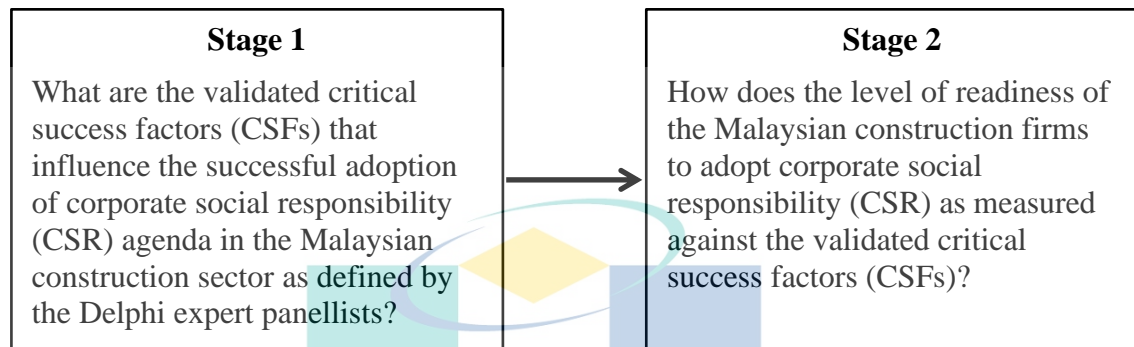 Stage 1
What are the validated critical
success factors (CSFs) that
influence the successful adoption
of corporate social responsibility
(CSR) agenda in the Malaysian
construction sector as defined by
the Delphi expert panellists?
Stage 2
How does the level of readiness of
the Malaysian construction firms
to adopt corporate social
responsibility (CSR) as measured
against the validated critical
success factors (CSFs)?